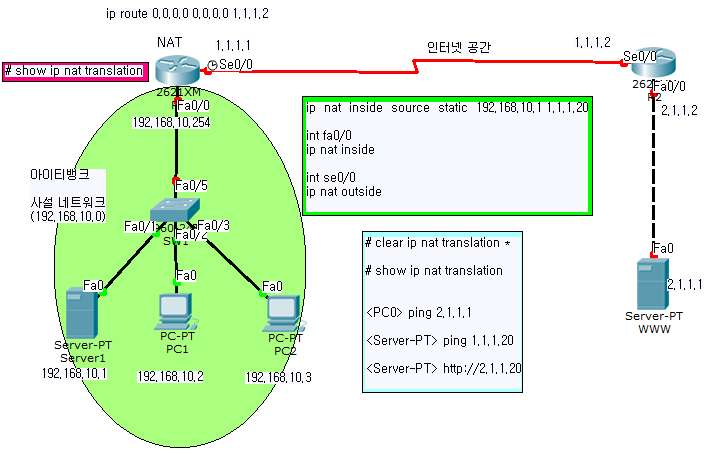 ip route 0.0.0.0 0.0.0.0 1.1.1.2
NAT
1.1.1.1
인터넷 공간
1.1.1.2
# show ip nat translation
Se0/0
Se0/0
2621XM
Fa0/0
Fa0/0
2.1.1.2
192.168.10.254
ip nat inside source static 192.168.10.1 1.1.1.20
int fa0/0
ip nat inside
int se0/0
ip nat outside
아이티뱅크
사설 네트워크
(192.168.10.0)
Fa0/5
Fa0/1
Fa0/2
Fa0/3
SW1
# clear ip nat translation *
# show ip nat translation
<PC0> ping 2.1.1.1
<Server-PT> ping 1.1.1.20
<Server-PT> http://2.1.1.20
Fa0
Fa0
Fa0
Fa0
2.1.1.1
Server-PT
Server1
192.168.10.1
PC-PT
PC1
192.168.10.2
PC-PT
PC2
192.168.10.3
Server-PT
WWW